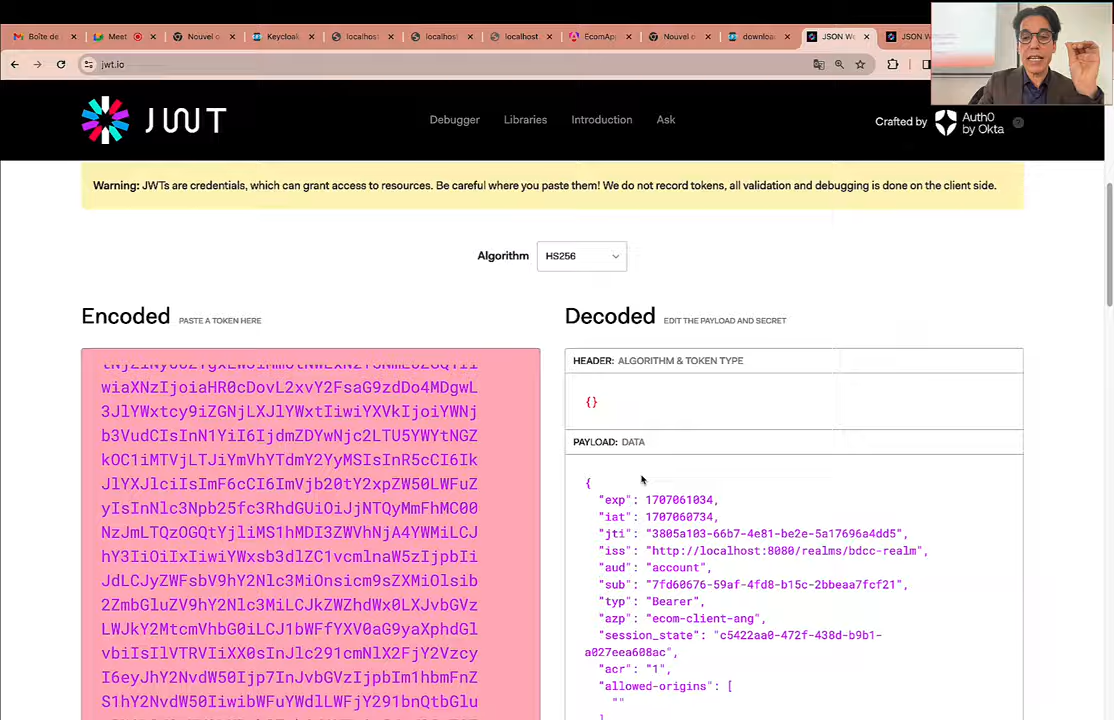 Boîte de
Meet
Nouvel o
Keycloak
localhost
localhost
localhost
EcomApp
Nouvel o
download
JSON We
JSON W
jwt.io
JWT
Debugger
Libraries
Introduction
Ask
Crafted by
Auth0
by Okta
Warning: JWTs are credentials, which can grant access to resources. Be careful where you paste them! We do not record tokens, all validation and debugging is done on the client side.
Algorithm
HS256
Encoded PASTE A TOKEN HERE
wiaXNzIjoiaHR0cDovL2xvY2FsaG9zdDo4MDgwL
3JlYWxtcy9iZGNjLXJlYWxtIiwiYXVkIjoiYWNj
b3VudCIsInN1YiI6IjdmZDYwNjc2LTU5YWYtNGZ
kOC1iMTVjLTJiYmVhYTdmY2YyMSIsInR5cCI6Ik
JlYXJlciIsImF6cCI6ImVjb20tY2xpZW50LWFuZ
yIsInNlc3Npb25fc3RhdGUiOiJjNTQyMmFhMC00
NzJmLTQzOGQtYjliMS1hMDI3ZWVhNjA4YWMiLCJ
hY3IiOiIxIiwiYWxsb3dlZC1vcmlnaW5zIjpbIi
JdLCJyZWFsbV9hY2Nlc3MiOnsicm9sZXMiOlsib
2ZmbGluZV9hY2Nlc3MiLCJkZWZhdWx0LXJvbGVz
LWJkY2MtcmVhbG0iLCJ1bWFfYXV0aG9yaXphdGl
vbiIsIlVTRVIiXX0sInJlc291cmNlX2FjY2Vzcy
I6eyJhY2NvdW50Ijp7InJvbGVzIjpbIm1hbmFnZ
S1hY2NvdW50IiwibWFuYWdlLWFjY291bnQtbGlu
Decoded EDIT THE PAYLOAD AND SECRET
HEADER: ALGORITHM & TOKEN TYPE
{}
PAYLOAD: DATA
{
"exp": 1707061034,
"iat": 1707060734,
"jti": "3805a103-66b7-4e81-be2e-5a17696a4dd5",
"iss": "http://localhost:8080/realms/bdcc-realm",
"aud": "account",
"sub": "7fd60676-59af-4fd8-b15c-2bbeaa7fcf21",
"typ": "Bearer",
"azp": "ecom-client-ang",
"session_state": "c5422aa0-472f-438d-b9b1-
a027eea608ac",
"acr": "1",
"allowed-origins": [
""
]